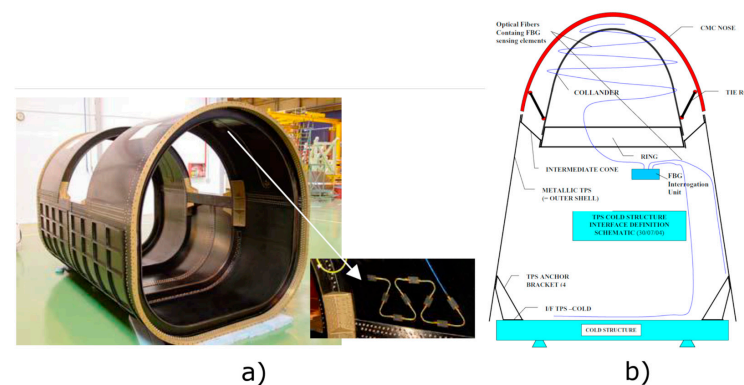 Optical Fibers
Containg FBG
sensing elements
CMC NOSE
COLLANDER
TIE R
RING
INTERMEDIATE CONE
FBG
Interrogation
Unit
METALLIC TPS
(= OUTER SHELL)
TPS COLD STRUCTURE
INTERFACE DEFINITION
SCHEMATIC (30/07/04)
TPS ANCHOR
BRACKET (4
I/F TPS –COLD
COLD STRUCTURE
a)
b)